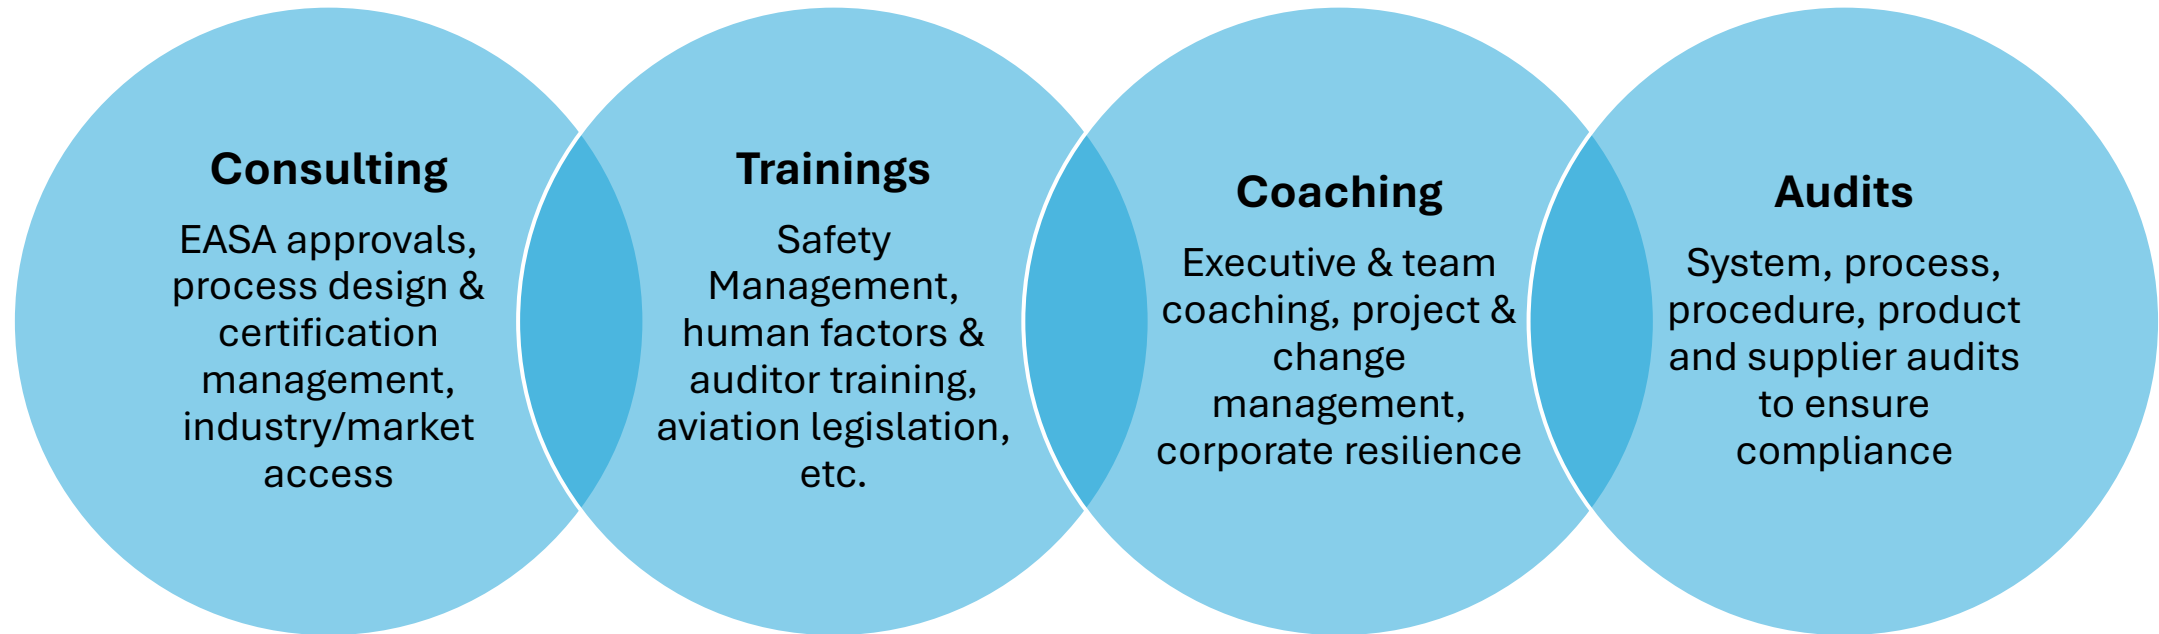 Consulting
EASA approvals,
process design &
certification
management,
industry/market
access
Trainings
Safety
Management,
human factors &
auditor training,
aviation legislation,
etc.
Coaching
Executive & team
coaching, project &
change
management,
corporate resilience
Audits
System, process,
procedure, product
and supplier audits
to ensure
compliance